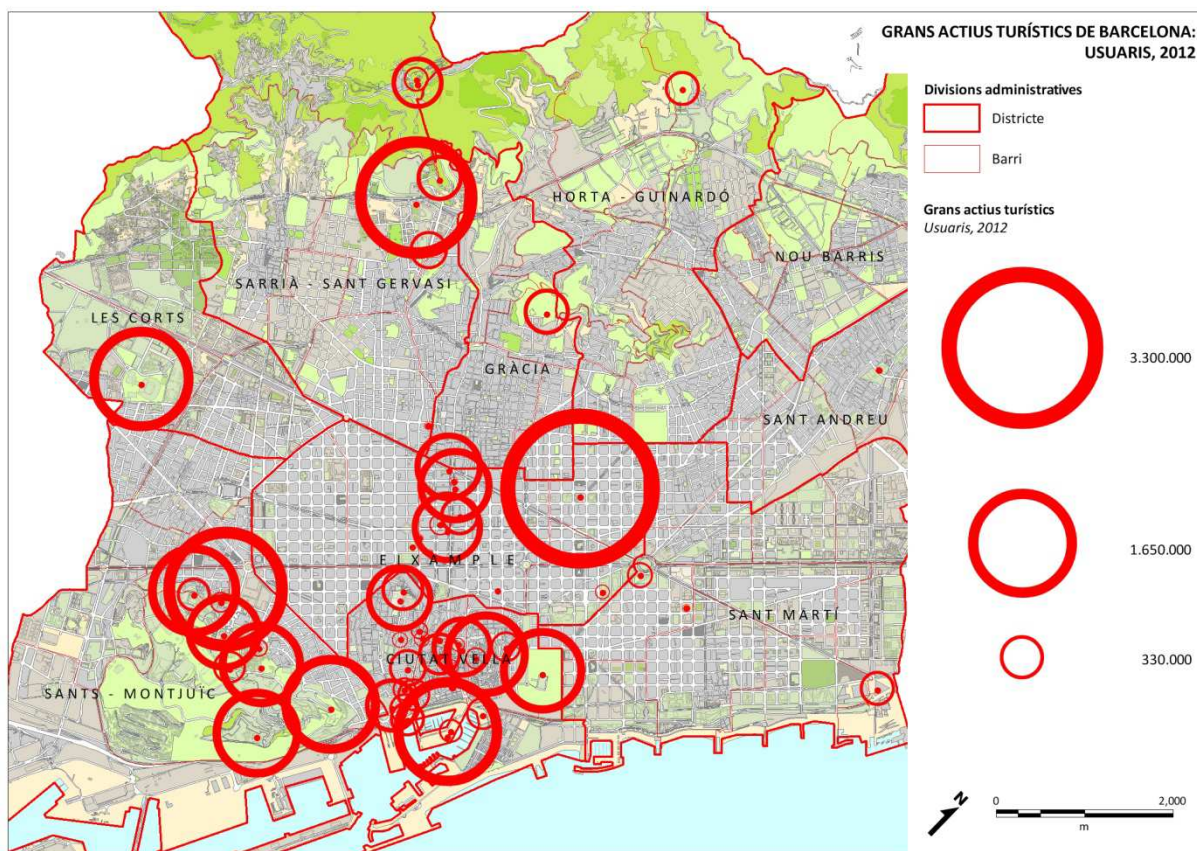 GRANS ACTIUS TURÍSTICS DE BARCELONA:
USUARIS, 2012
Divisions administratives
Districte
Barri
Grans actius turístics
Usuaris, 2012
3.300.000
1.650.000
330.000
N
0 2,000
m
HORTA - GUINARDÓ
NOU BARRIS
SARRIÀ - SANT GERVASI
LES CORTS
GRÀCIA
SANT ANDREU
EIXAMPLE
SANT MARTÍ
CIUTAT VELLA
SANTS - MONTJUÏC